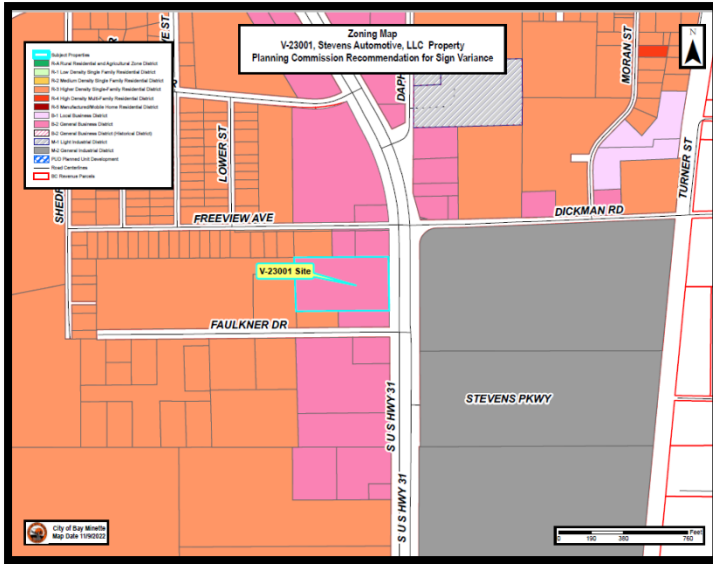 Zoning Map
V-23001, Stevens Automotive, LLC Property
Planning Commission Recommendation for Sign Variance
N
Subject Properties
R-A Rural Residential and Agricultural Zone District
R-1 Low Density Single Family Residential District
R-2 Medium Density Single Family Residential District
R-3 Higher Density Single-Family Residential District
R-4 High Density Multi-Family Residential District
R-5 Manufactured/Mobile Home Residential District
B-1 Local Business District
B-2 General Business District
B-2 General Business District (Historical District)
M-1 Light Industrial District
M-2 General Industrial District
PUD Planned Unit Development
Road Centerlines
BC Revenue Parcels
LOWER ST
MORAN ST
TURNER ST
FREEVIEW AVE
DICKMAN RD
V-23001 Site
FAULKNER DR
STEVENS PKWY
S U S HWY 31
S U S HWY 31
City of Bay Minette
Map Date 11/9/2022
Feet
0 190 380 760